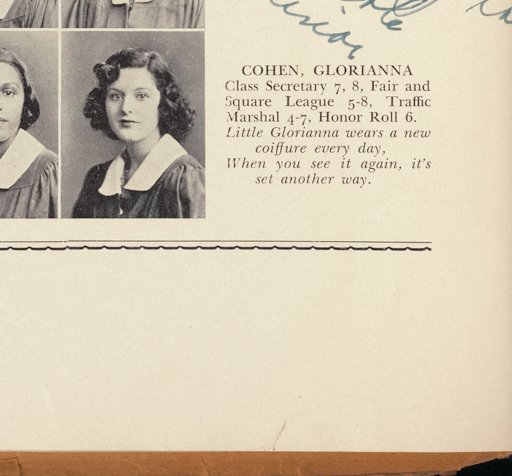 COHEN, GLORIANNA
Class Secretary 7, 8, Fair and
Square League 5-8, Traffic
Marshal 4-7, Honor Roll 6.
Little Glorianna wears a new
coiffure every day,
When you see it again, it's
set another way.